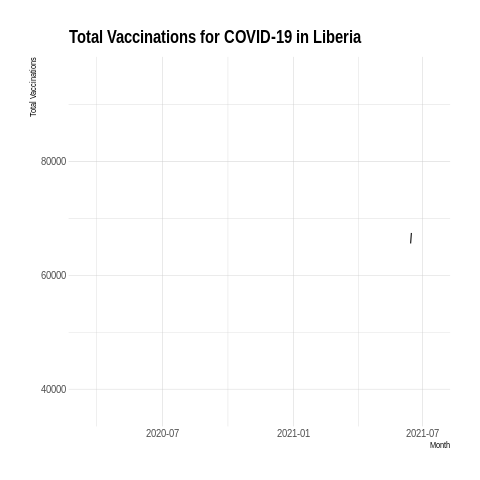 Total Vaccinations for COVID-19 in Liberia
Total Vaccinations
80000
60000
40000
2020-07
2021-01
2021-07
Month